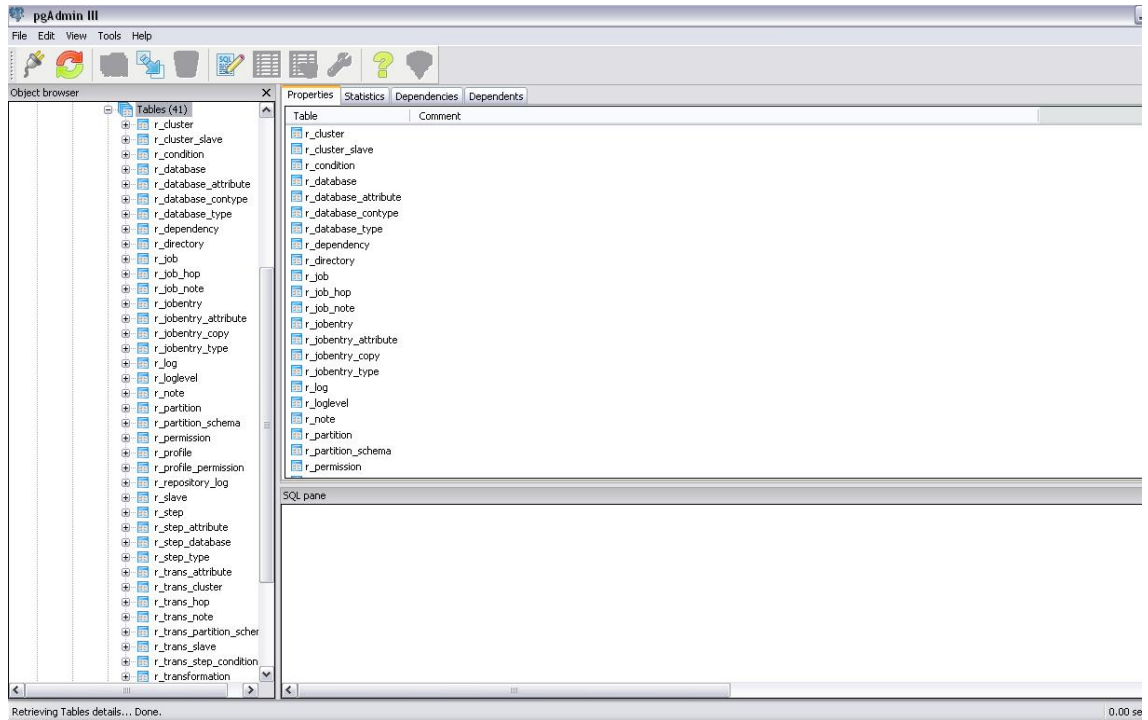 pgAdmin III
File Edit View Tools Help
Object browser
Tables (41)
r_cluster
r_cluster_slave
r_condition
r_database
r_database_attribute
r_database_contype
r_database_type
r_dependency
r_directory
r_job
r_job_hop
r_job_note
r_jobentry
r_jobentry_attribute
r_jobentry_copy
r_jobentry_type
r_log
r_loglevel
r_note
r_partition
r_partition_schema
r_permission
r_profile
r_profile_permission
r_repository_log
r_slave
r_step
r_step_attribute
r_step_database
r_step_type
r_trans_attribute
r_trans_cluster
r_trans_hop
r_trans_note
r_trans_partition_scher
r_trans_slave
r_trans_step_condition
r_transformation
Properties Statistics Dependencies Dependents
Table Comment
r_cluster
r_cluster_slave
r_condition
r_database
r_database_attribute
r_database_contype
r_database_type
r_dependency
r_directory
r_job
r_job_hop
r_job_note
r_jobentry
r_jobentry_attribute
r_jobentry_copy
r_jobentry_type
r_log
r_loglevel
r_note
r_partition
r_partition_schema
r_permission
SQL pane
Retrieving Tables details... Done.
0.00 se